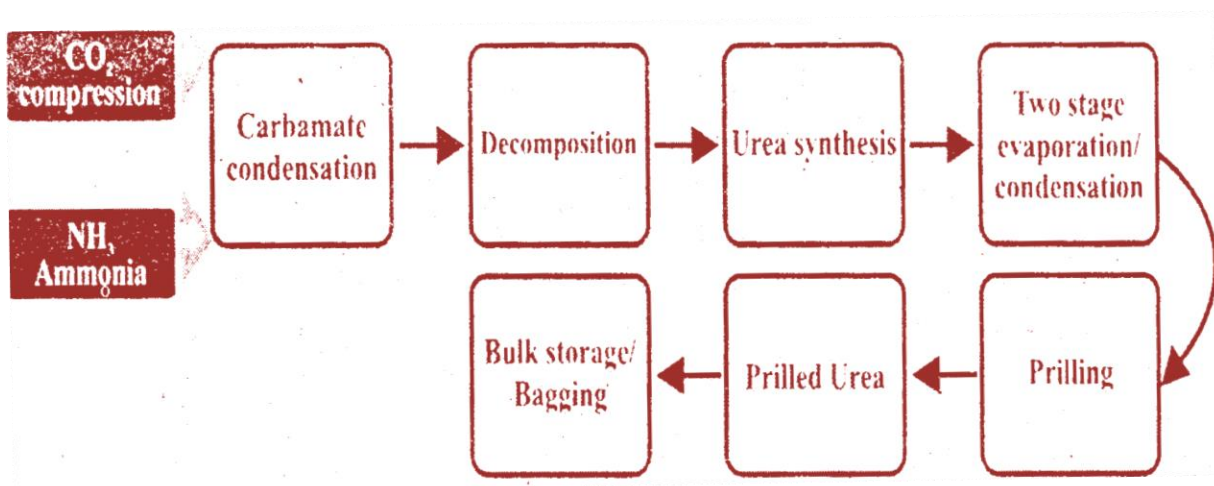 CO₂
compression
NH₃
Ammonia
Carbamate
condensation
Decomposition
Urea synthesis
Two stage
evaporation/
condensation
Prilling
Prilled Urea
Bulk storage/
Bagging